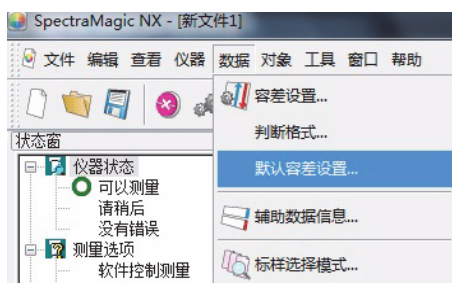 SpectraMagic NX - [新文件1]
文件 编辑 查看 仪器 数据 对象 工具 窗口 帮助
容差设置...
判断格式...
状态窗
默认容差设置...
仪器状态
可以测量
请稍后
辅助数据信息...
没有错误
测量选项
标样选择模式...
软件控制测量